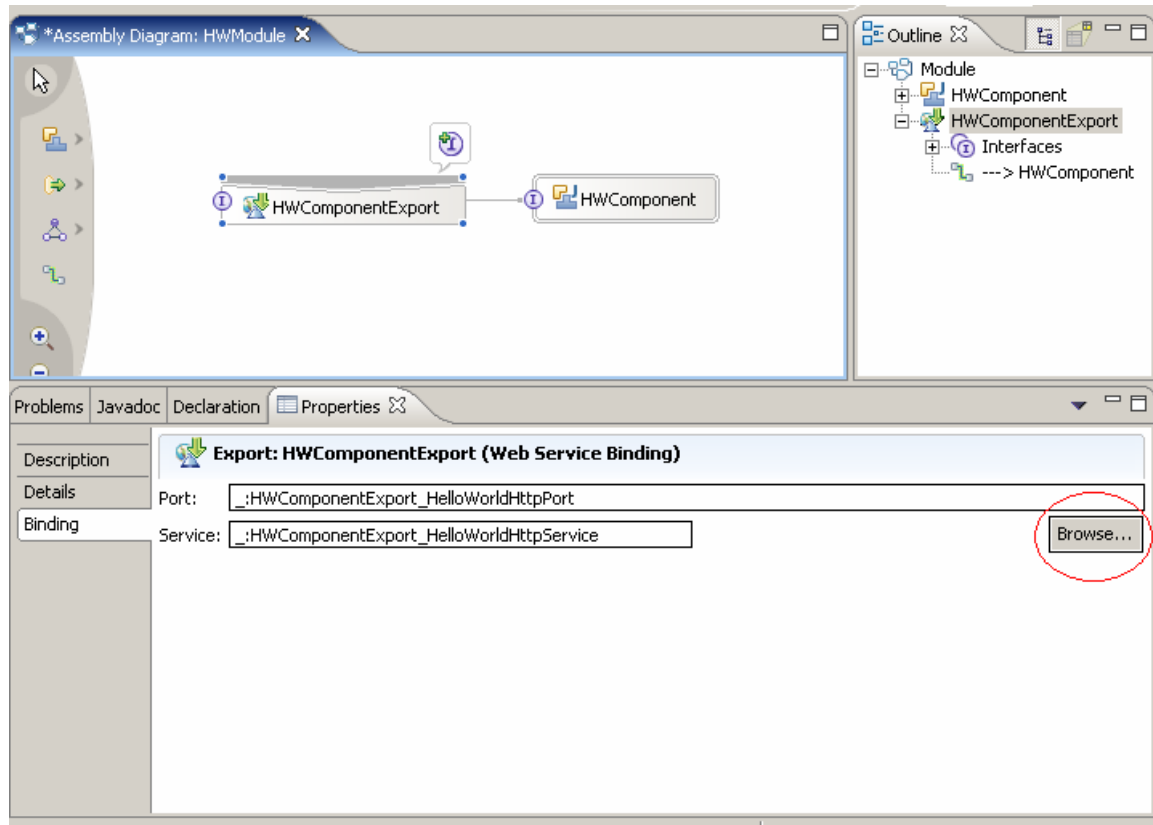 *Assembly Diagram: HWModule
Outline
Module
HWComponent
HWComponentExport
Interfaces
---> HWComponent
HWComponentExport
HWComponent
Problems Javadoc Declaration Properties
Description
Details
Binding
Export: HWComponentExport (Web Service Binding)
Port: _:HWComponentExport_HelloWorldHttpPort
Service: _:HWComponentExport_HelloWorldHttpService
Browse...